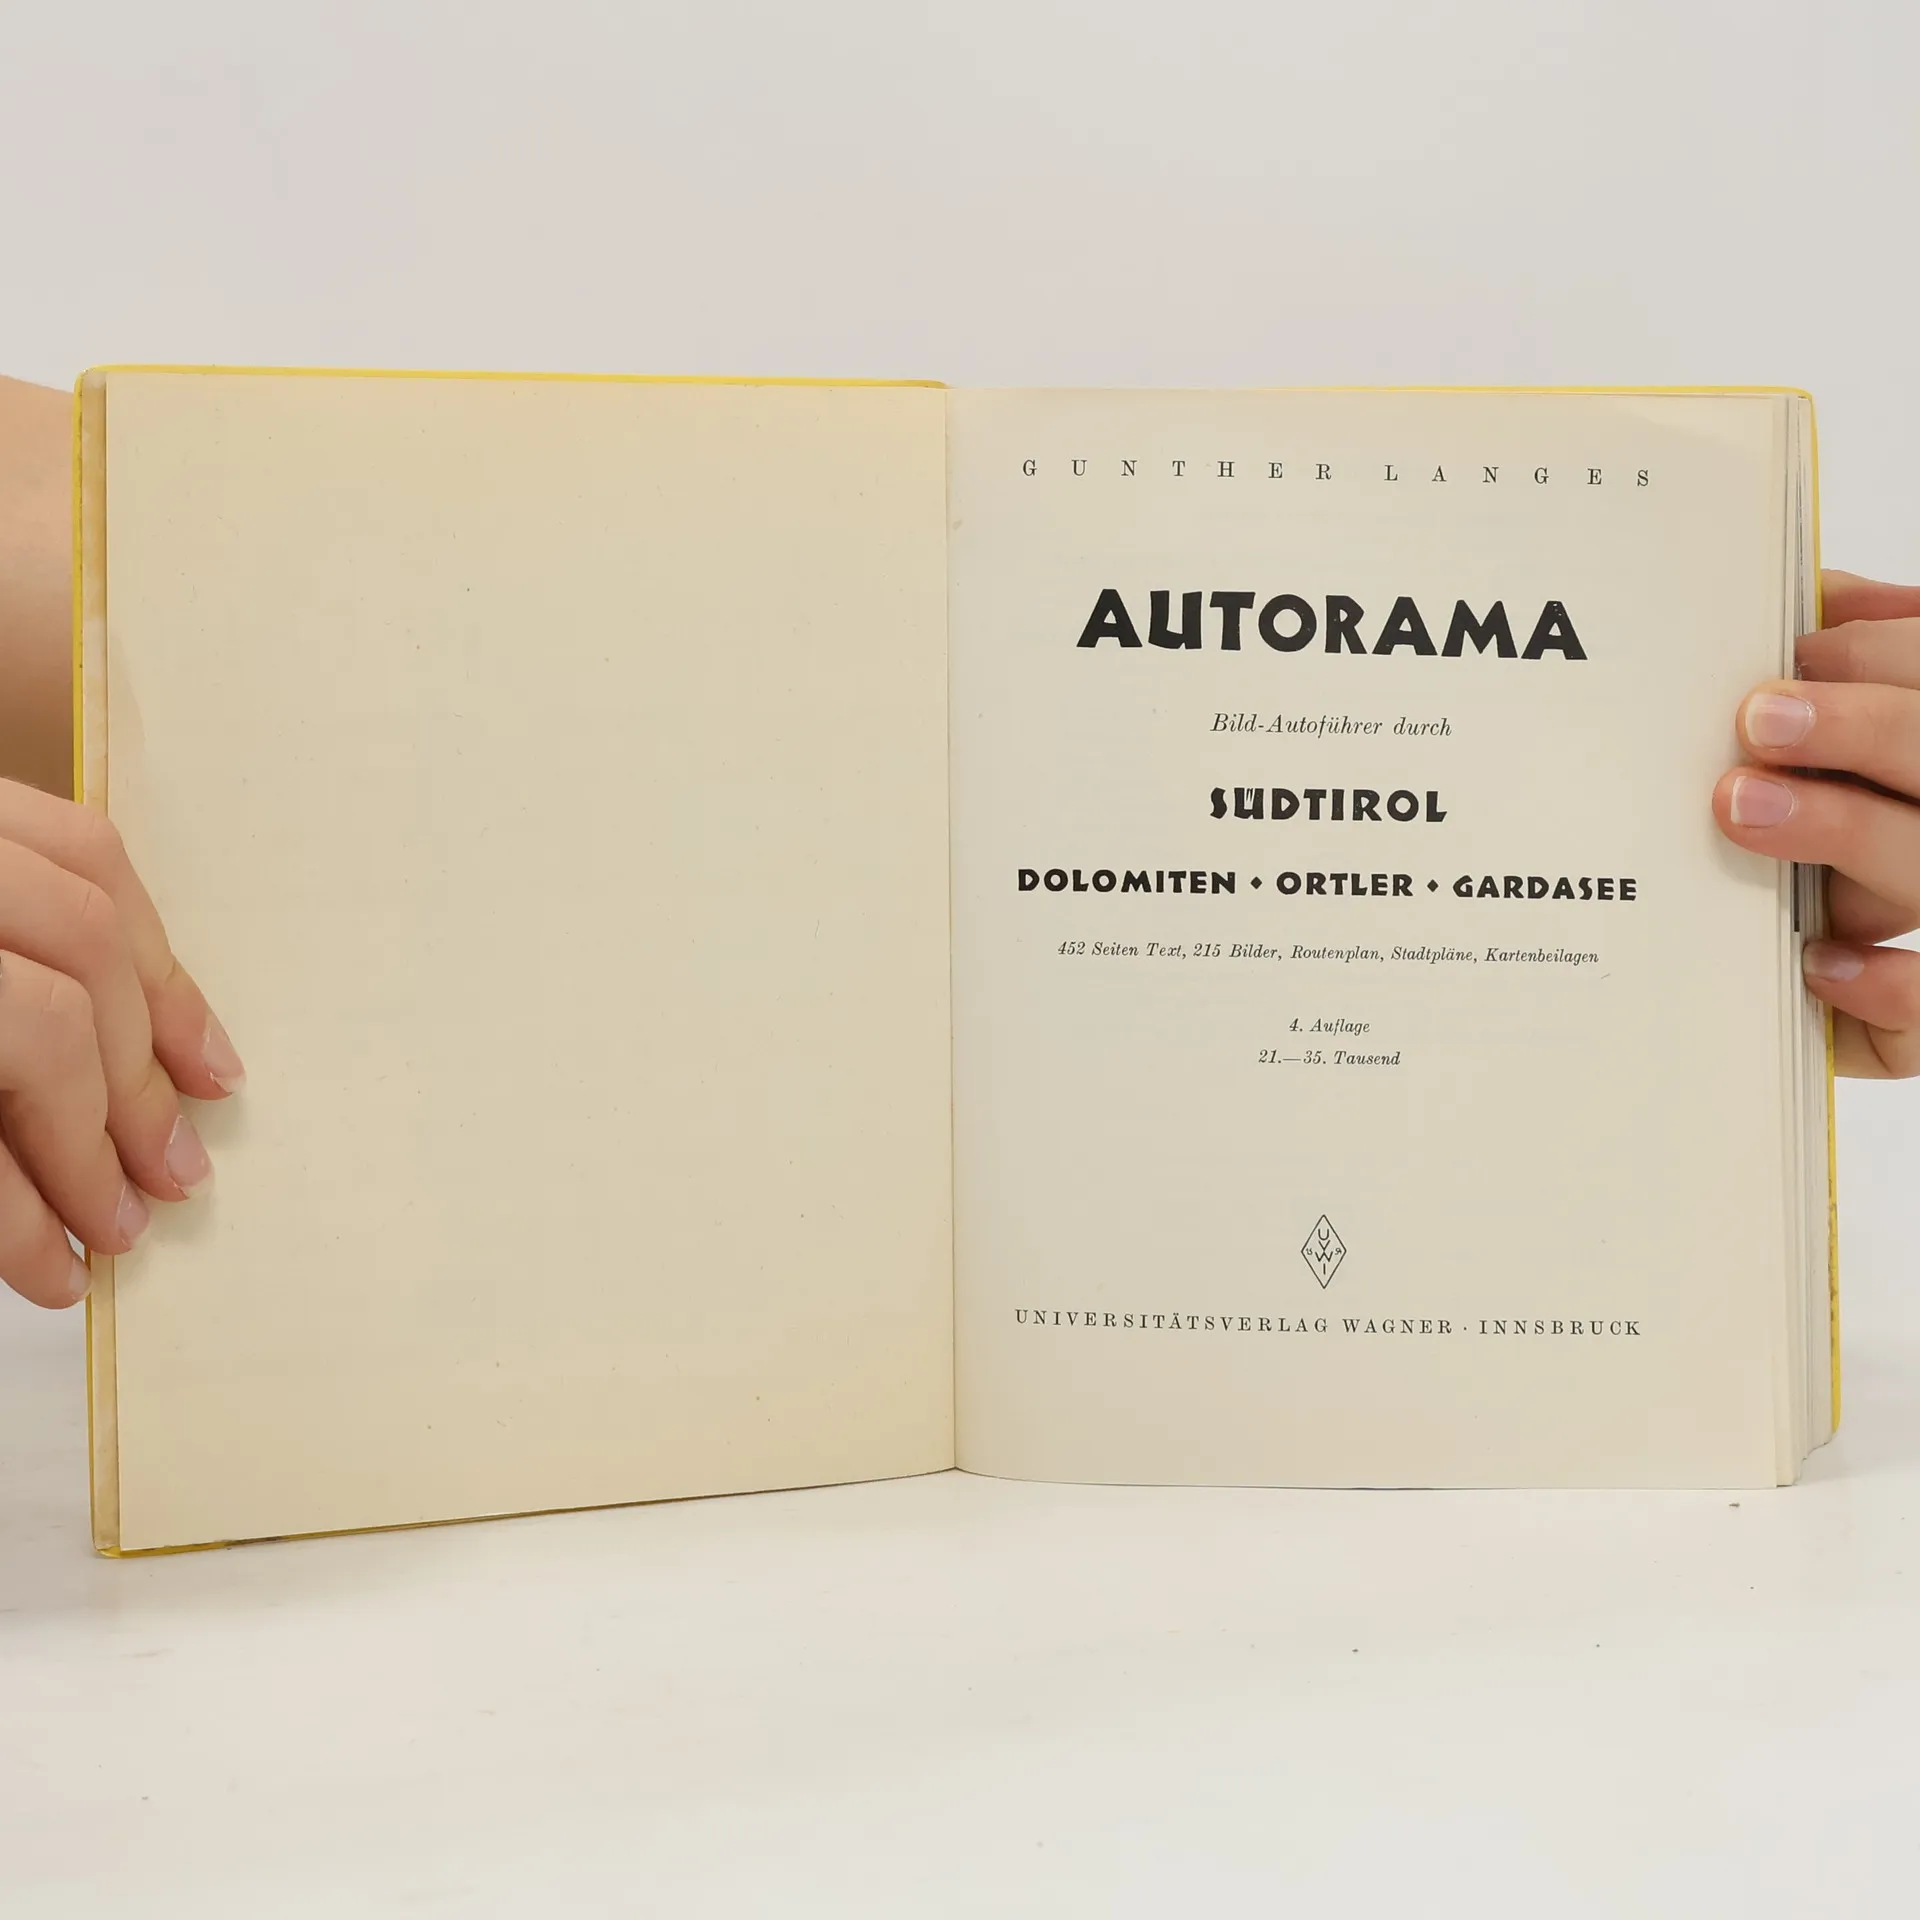 GUNTHER LANGES
AUTORAMA
Bild-Autoführer durch
SÜDTIROL
DOLOMITEN ◆ ORTLER ◆ GARDASEE
452 Seiten Text, 215 Bilder, Routenplan, Stadtpläne, Kartenbeilagen
4. Auflage
21.—35. Tausend
UVWI
UNIVERSITÄTSVERLAG WAGNER · INNSBRUCK